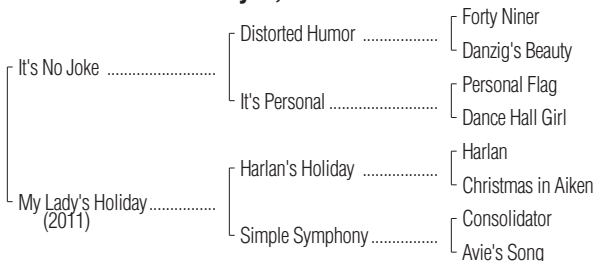 Forty Niner
Distorted Humor ..................
Danzig's Beauty
It's No Joke ..........................
Personal Flag
It's Personal ..........................
Dance Hall Girl
Harlan
Harlan's Holiday ..................
Christmas in Aiken
My Lady's Holiday ................
(2011)
Consolidator
Simple Symphony ................
Avie's Song